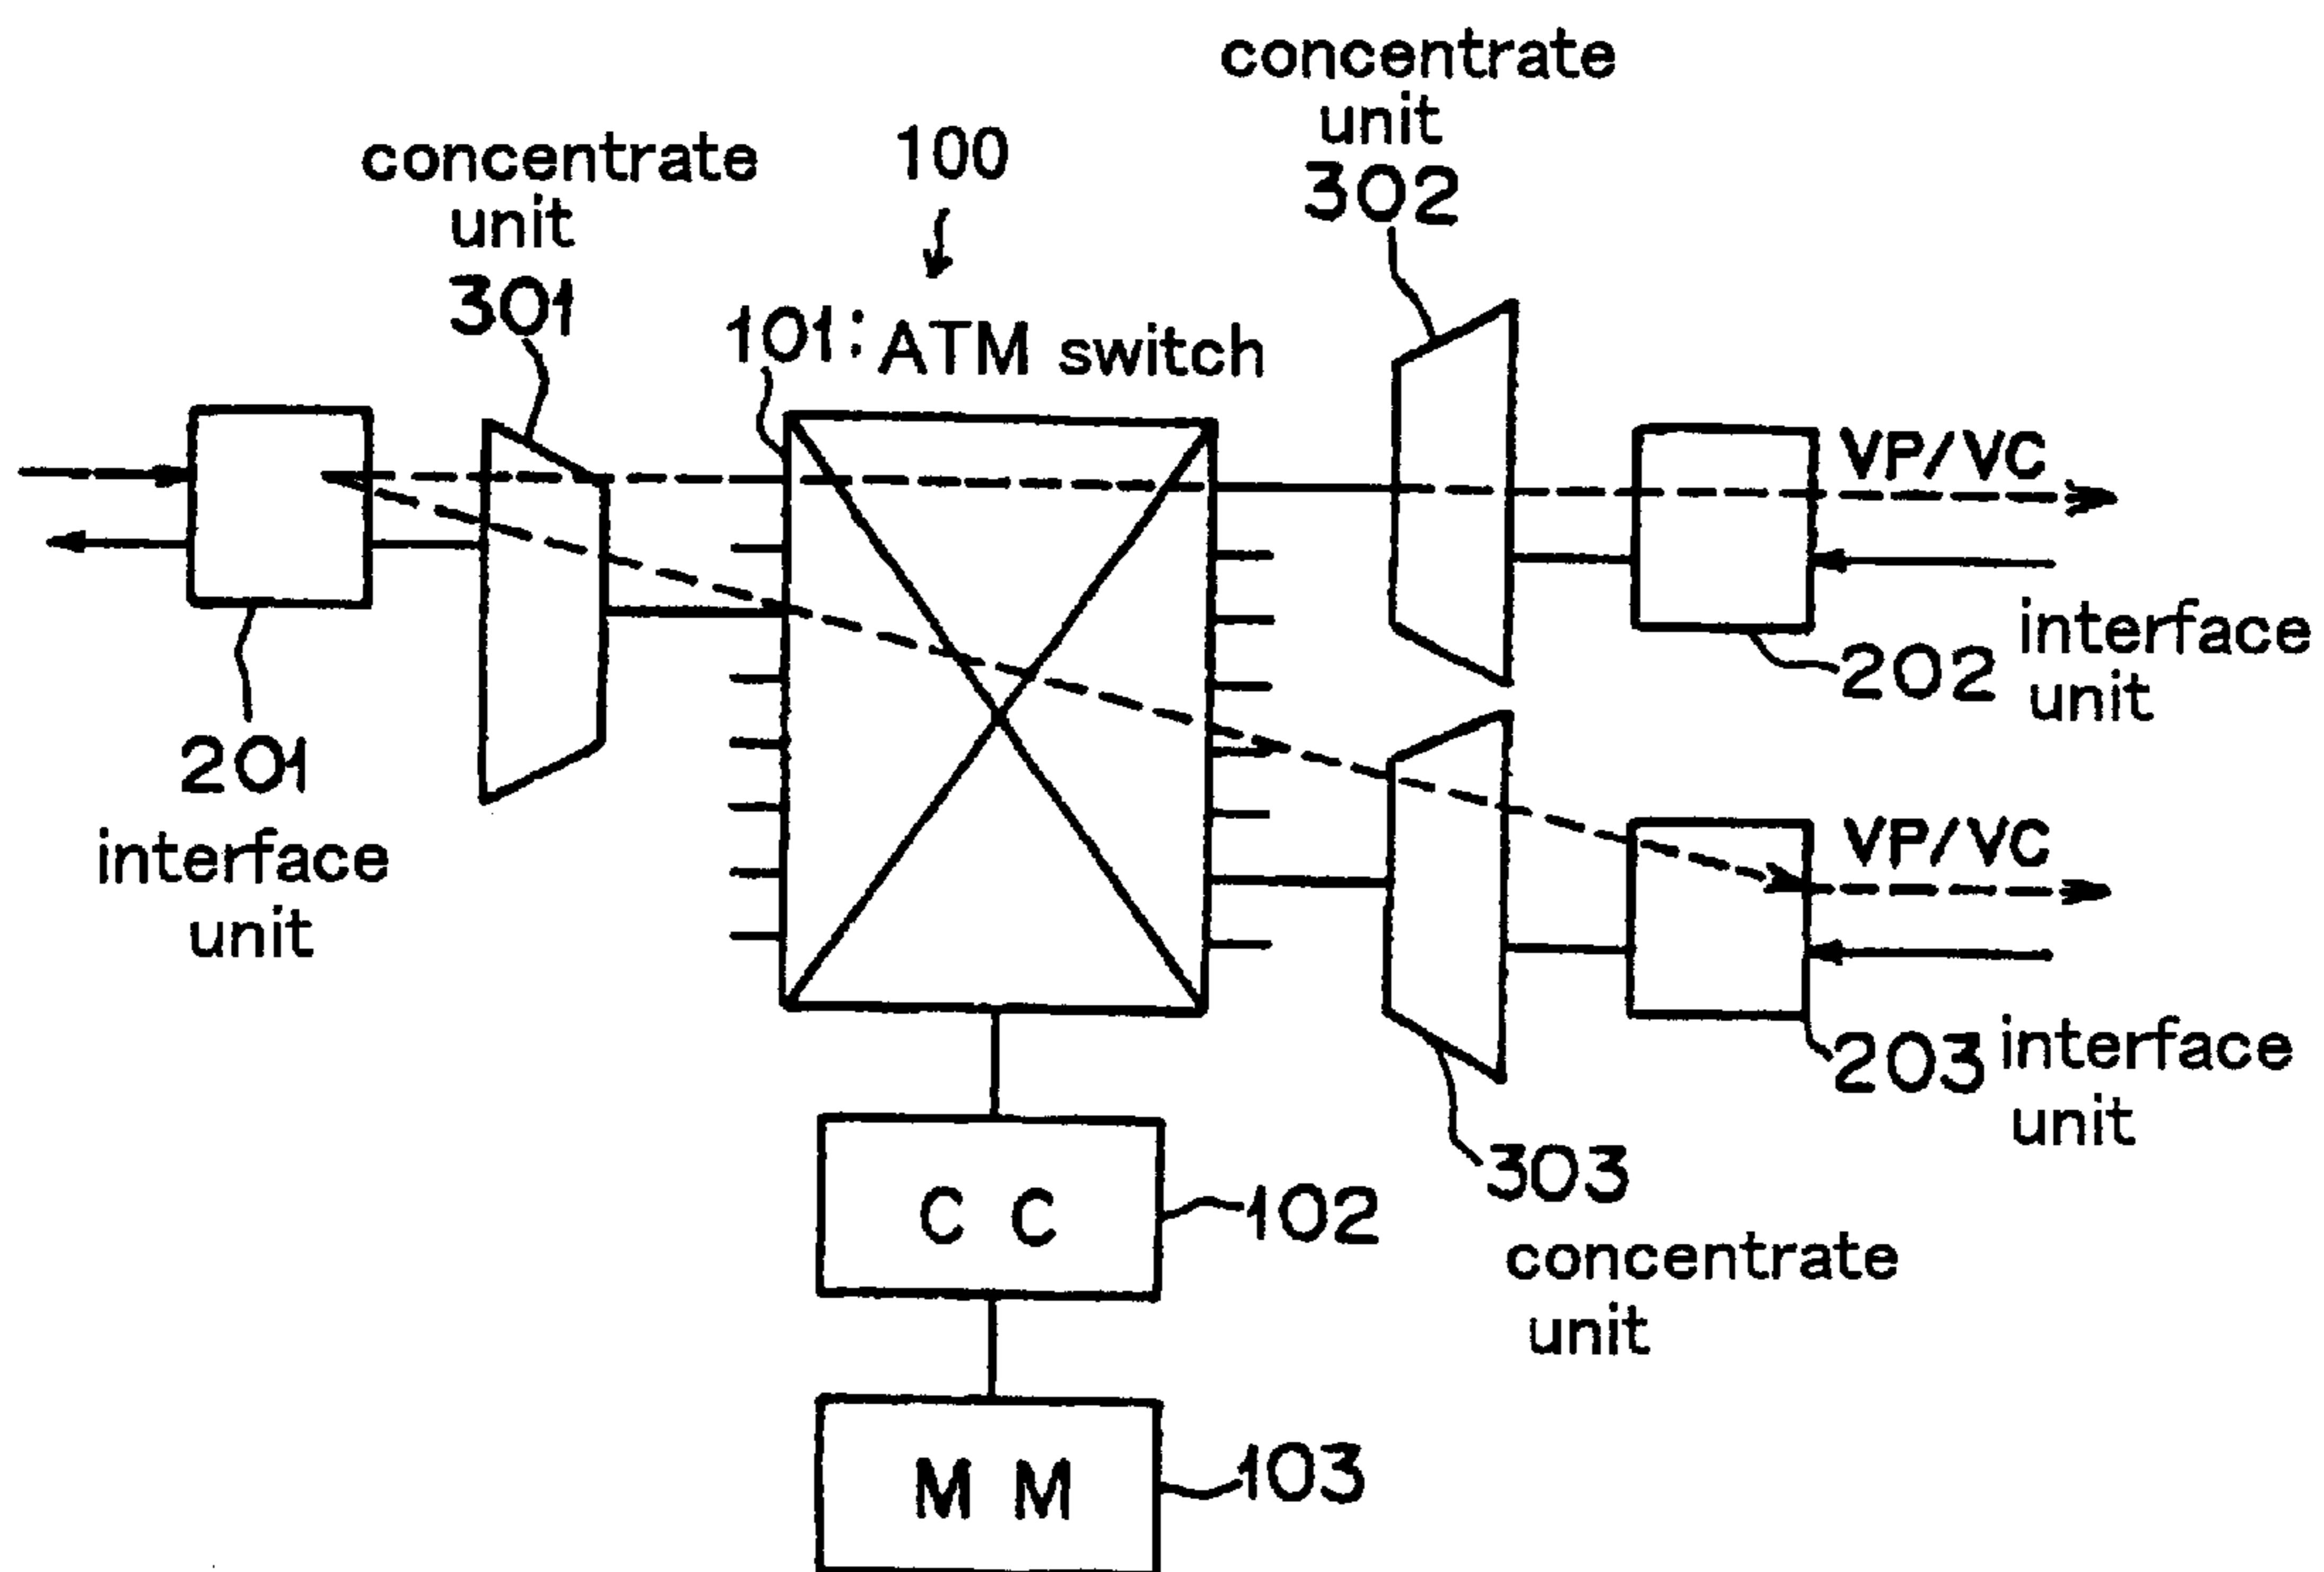 concentrate
unit
302
concentrate
unit
301
100
101: ATM switch
VP/VC
interface
unit
202
201
interface
unit
VP/VC
203 interface
unit
303
concentrate
unit
C C
102
M M
103